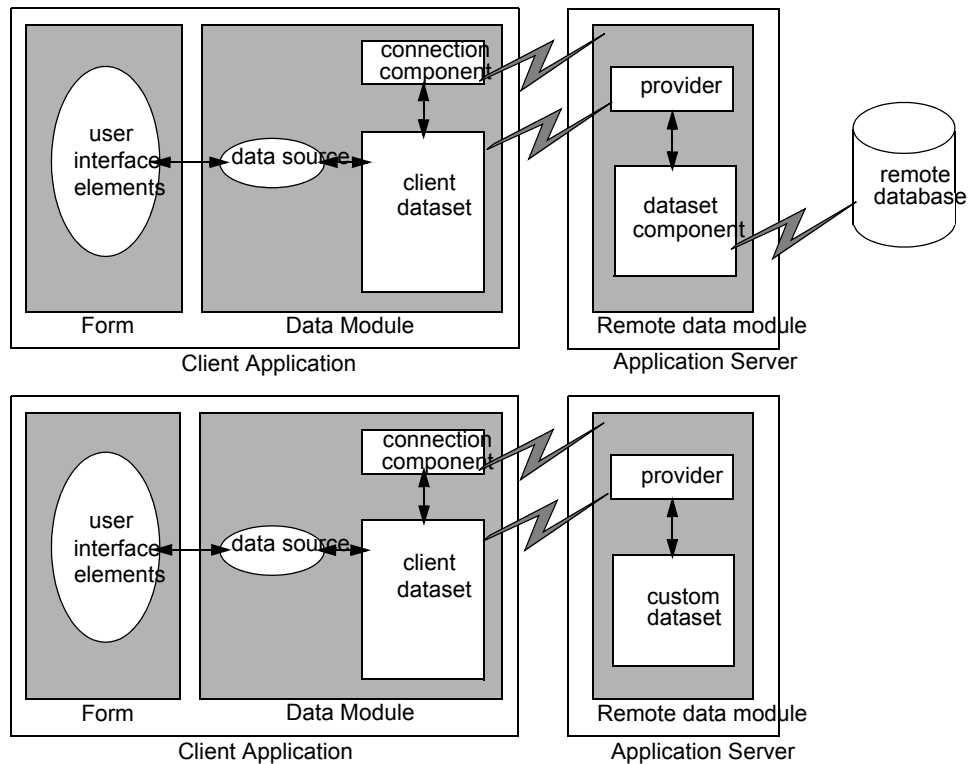 connection
component
provider
user
interface
elements
data source
client
dataset
dataset
component
remote
database
Form
Data Module
Remote data module
Client Application
Application Server
connection
component
provider
user
interface
elements
data source
client
dataset
custom
dataset
Form
Data Module
Remote data module
Client Application
Application Server